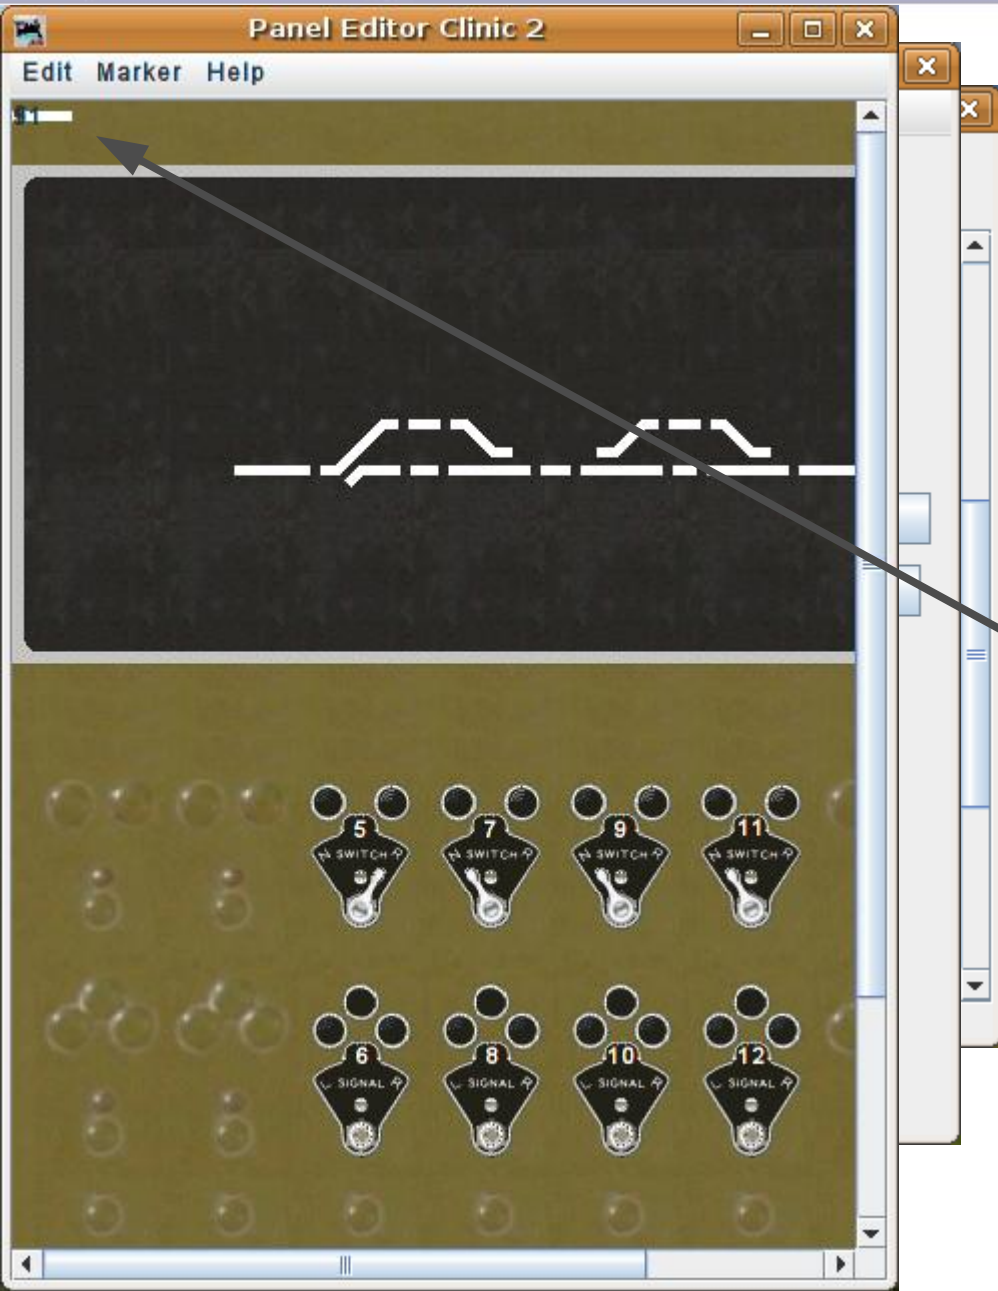 Panel Editor Clinic 2
Edit Marker Help
5 7 9 11
N SWITCH R N SWITCH R N SWITCH R N SWITCH R
6 8 10 12
L SIGNAL R L SIGNAL R L SIGNAL R L SIGNAL R